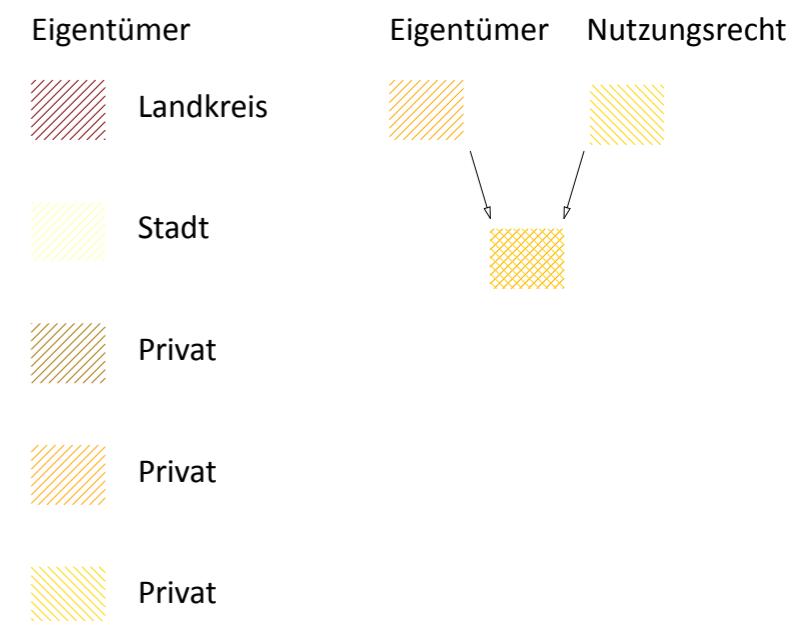 Eigentümer
Landkreis
Stadt
Privat
Privat
Privat
Eigentümer Nutzungsrecht